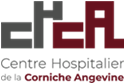 CHCA
Centre Hospitalier
de la Corniche Angevine